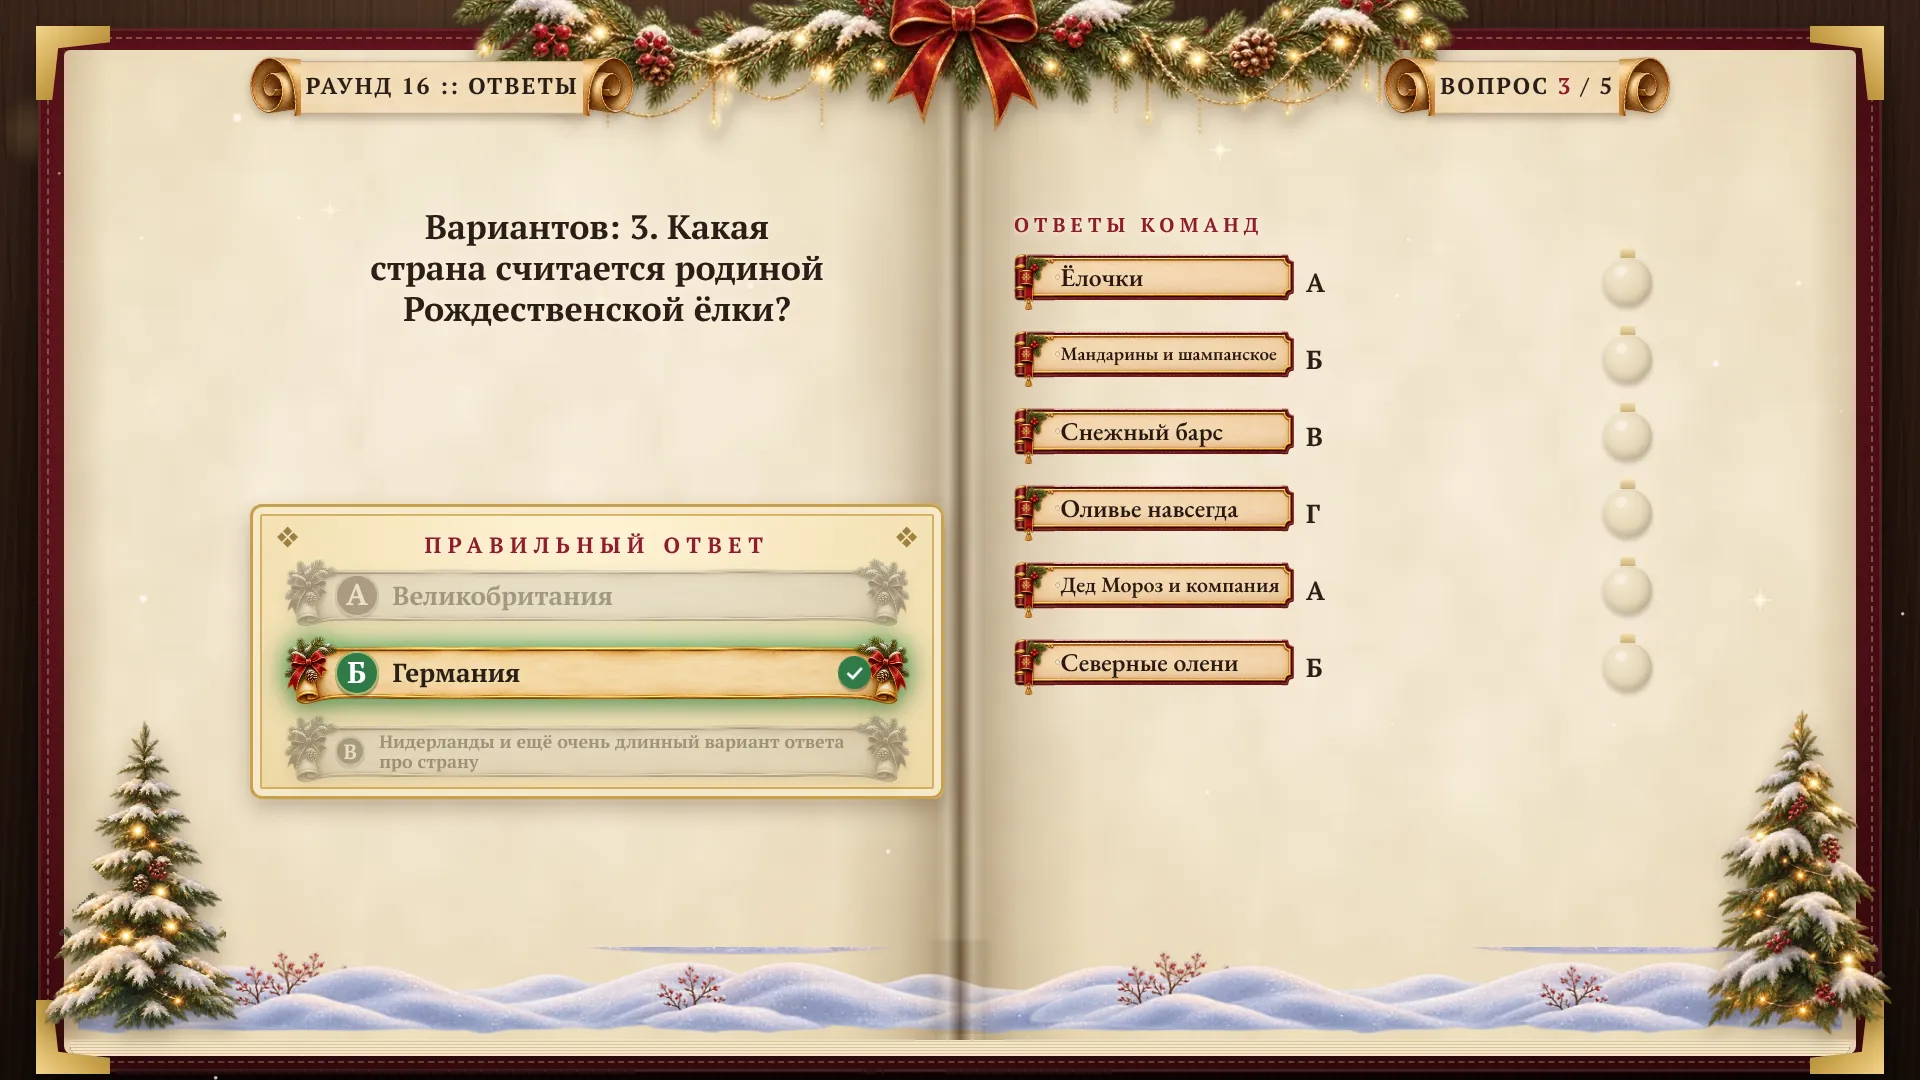 РАУНД 16 :: ОТВЕТЫ
ВОПРОС 3 / 5
Вариантов: 3. Какая
страна считается родиной
Рождественской ёлки?
ПРАВИЛЬНЫЙ ОТВЕТ
А Великобритания
Б Германия
В Нидерланды и ещё очень длинный вариант ответа
про страну
ОТВЕТЫ КОМАНД
Ёлочки А
Мандарины и шампанское Б
Снежный барс В
Оливье навсегда Г
Дед Мороз и компания А
Северные олени Б